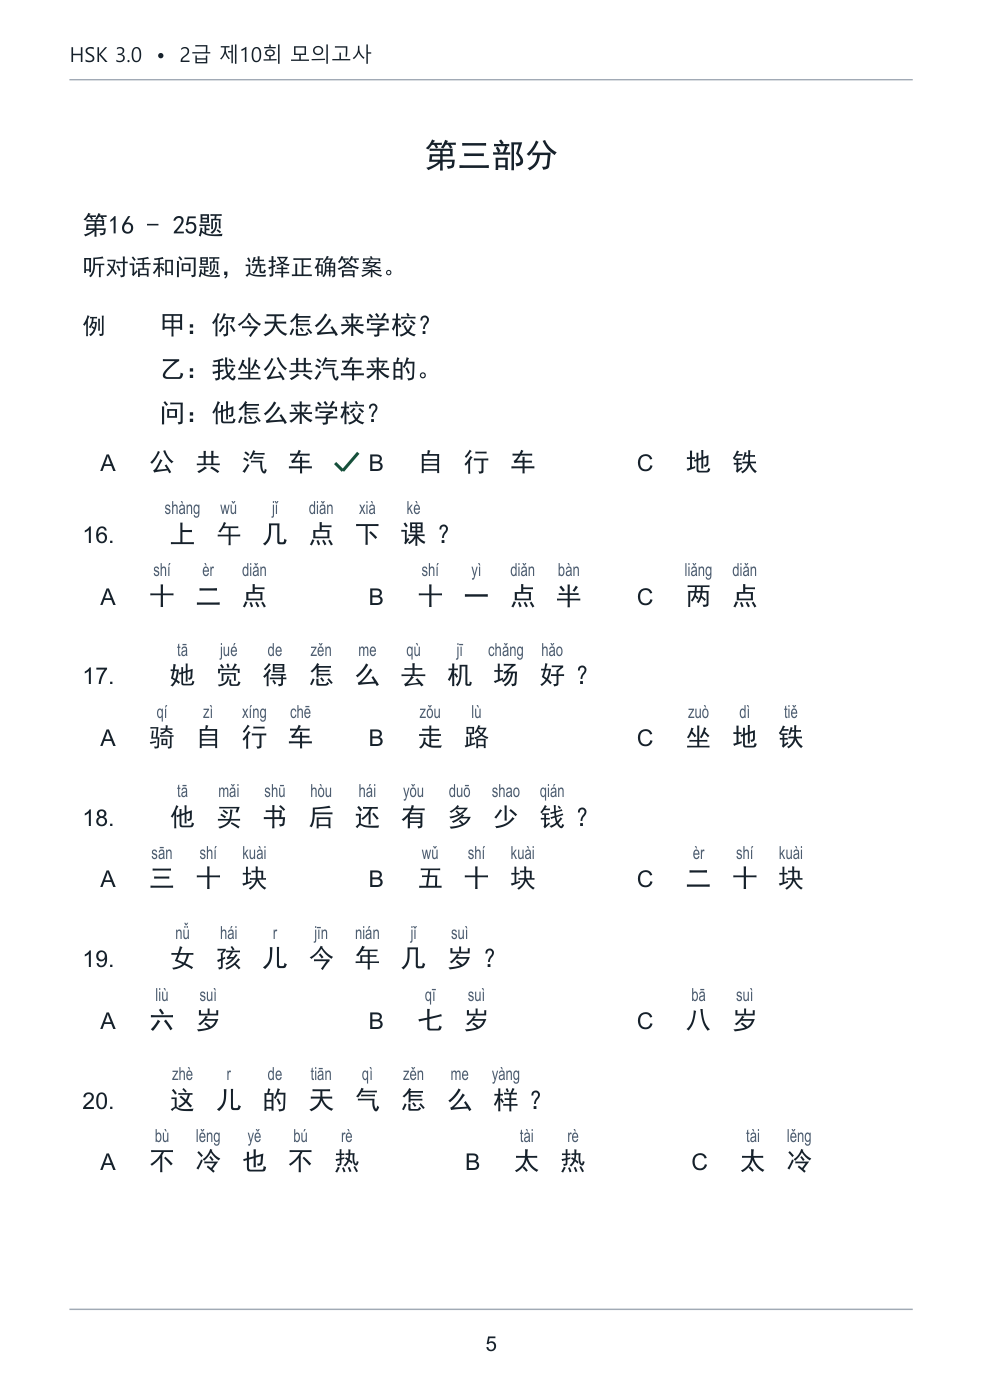 HSK 3.0 • 2급 제10회 모의고사
第三部分
第16 - 25题
听对话和问题，选择正确答案。
例 甲：你今天怎么来学校？
乙：我坐公共汽车来的。
问：他怎么来学校？
A 公共汽车 ✓ B 自行车 C 地铁
shàng wǔ jǐ diǎn xià kè
16. 上午几点下课？
shí èr diǎn shí yì diǎn bàn liǎng diǎn
A 十二点 B 十一点半 C 两点
tā jué de zěn me qù jī chǎng hǎo
17. 她觉得怎么去机场好？
qí zì xíng chē zǒu lù zuò dì tiě
A 骑自行车 B 走路 C 坐地铁
tā mǎi shū hòu hái yǒu duō shao qián
18. 他买书后还有多少钱？
sān shí kuài wǔ shí kuài èr shí kuài
A 三十块 B 五十块 C 二十块
nǚ hái r jīn nián jǐ suì
19. 女孩儿今年几岁？
liù suì qī suì bā suì
A 六岁 B 七岁 C 八岁
zhè r de tiān qì zěn me yàng
20. 这儿的天气怎么样？
bù lěng yě bú rè tài rè tài lěng
A 不冷也不热 B 太热 C 太冷
5